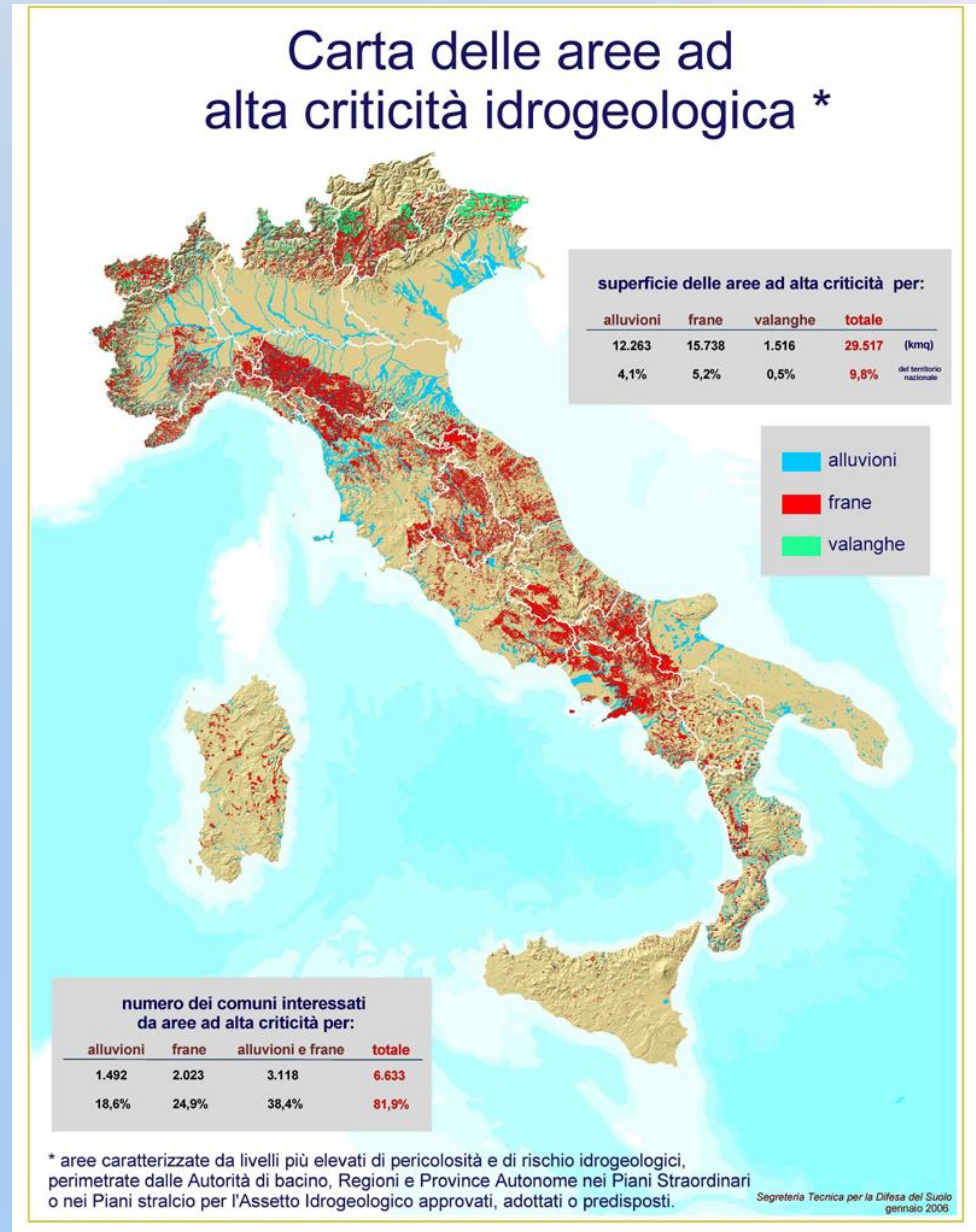 Carta delle aree ad
alta criticità idrogeologica *
superficie delle aree ad alta criticità per:
alluvioni frane valanghe totale
12.263 15.738 1.516 29.517 (kmq)
4,1% 5,2% 0,5% 9,8% del territorio
nazionale
alluvioni
frane
valanghe
numero dei comuni interessati
da aree ad alta criticità per:
alluvioni frane alluvioni e frane totale
1.492 2.023 3.118 6.633
18,6% 24,9% 38,4% 81,9%
* aree caratterizzate da livelli più elevati di pericolosità e di rischio idrogeologici,
perimetrate dalle Autorità di bacino, Regioni e Province Autonome nei Piani Straordinari
o nei Piani stralcio per l'Assetto Idrogeologico approvati, adottati o predisposti.
Segreteria Tecnica per la Difesa del Suolo
gennaio 2006